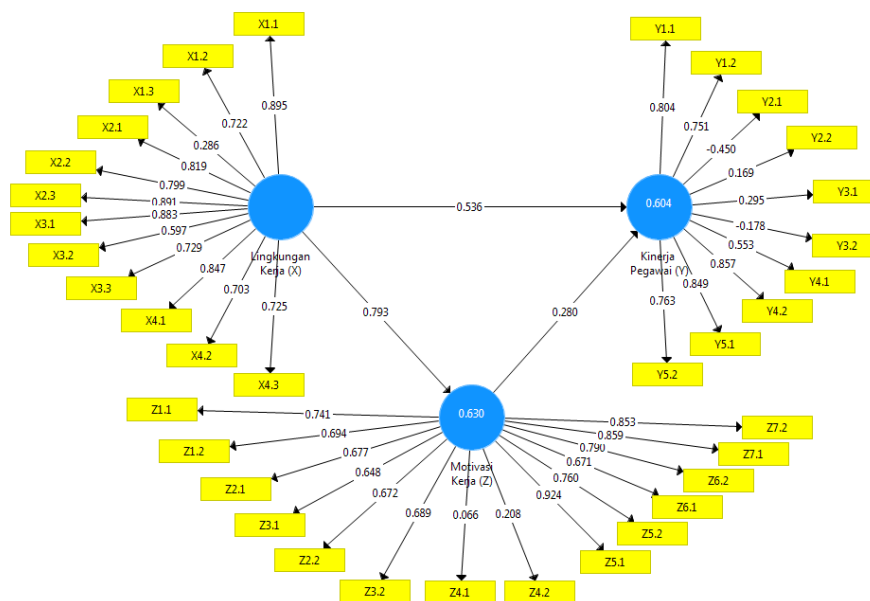 X1.1
X1.2
X1.3
X2.1
X2.2
X2.3
X3.1
X3.2
X3.3
X4.1
X4.2
X4.3
0.895
0.722
0.286
0.819
0.799
0.891
0.883
0.597
0.729
0.847
0.703
0.725
Lingkungan
Kerja (X)
0.536
0.793
0.280
Y1.1
Y1.2
Y2.1
Y2.2
Y3.1
Y3.2
Y4.1
Y4.2
Y5.1
Y5.2
0.804
0.751
-0.450
0.169
0.295
-0.178
0.553
0.857
0.849
0.763
0.604
Kinerja
Pegawai (Y)
Z1.1
Z1.2
Z2.1
Z3.1
Z2.2
Z3.2
Z4.1
Z4.2
Z5.1
Z5.2
Z6.1
Z6.2
Z7.1
Z7.2
0.741
0.694
0.677
0.648
0.672
0.689
0.066
0.208
0.924
0.760
0.671
0.790
0.859
0.853
0.630
Motivasi
Kerja (Z)